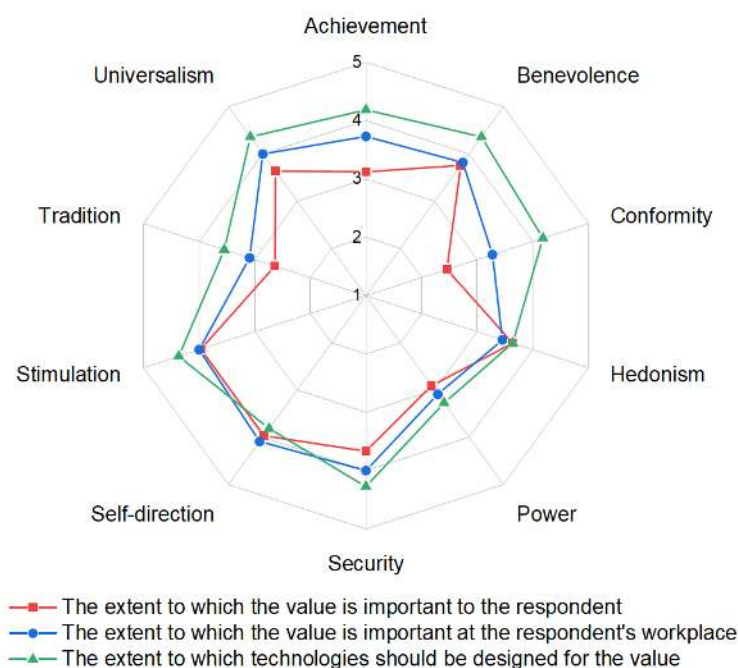 Achievement
Universalism
5
Benevolence
4
3
Tradition
Conformity
2
1
Stimulation
Hedonism
Self-direction
Power
Security
The extent to which the value is important to the respondent
The extent to which the value is important at the respondent's workplace
The extent to which technologies should be designed for the value